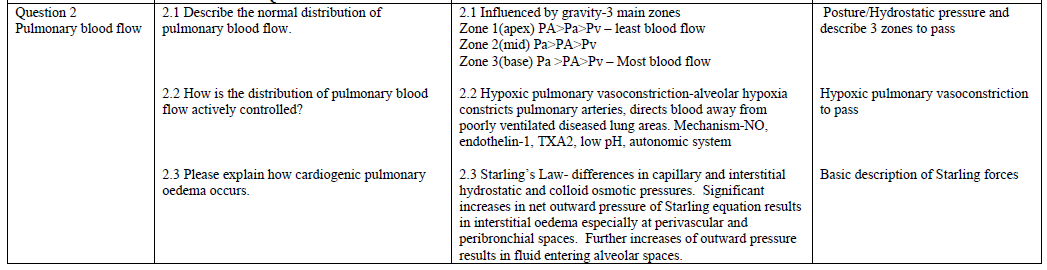 Question 2
Pulmonary blood flow
2.1 Describe the normal distribution of
pulmonary blood flow.
2.1 Influenced by gravity-3 main zones
Zone 1(apex) PA>Pa>Pv – least blood flow
Zone 2(mid) Pa>PA>Pv
Zone 3(base) Pa >PA>Pv – Most blood flow
Posture/Hydrostatic pressure and
describe 3 zones to pass
2.2 How is the distribution of pulmonary blood
flow actively controlled?
2.2 Hypoxic pulmonary vasoconstriction-alveolar hypoxia
constricts pulmonary arteries, directs blood away from
poorly ventilated diseased lung areas. Mechanism-NO,
endothelin-1, TXA2, low pH, autonomic system
Hypoxic pulmonary vasoconstriction
to pass
2.3 Please explain how cardiogenic pulmonary
oedema occurs.
2.3 Starling’s Law- differences in capillary and interstitial
hydrostatic and colloid osmotic pressures.  Significant
increases in net outward pressure of Starling equation results
in interstitial oedema especially at perivascular and
peribronchial spaces.  Further increases of outward pressure
results in fluid entering alveolar spaces.
Basic description of Starling forces